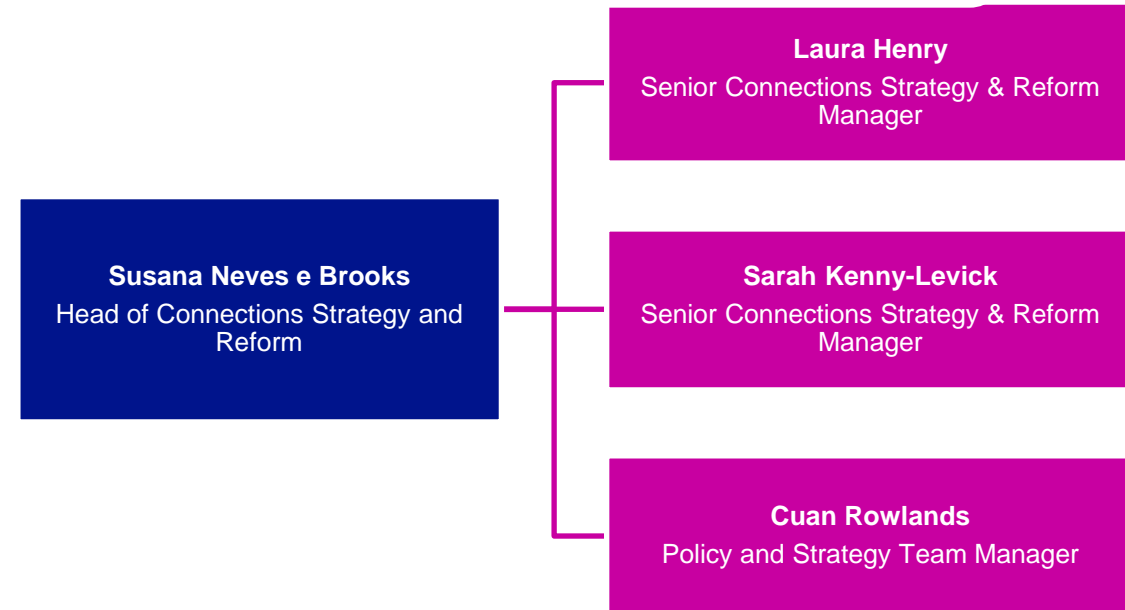 Laura Henry
Senior Connections Strategy & Reform
Manager
Susana Neves e Brooks
Head of Connections Strategy and
Reform
Sarah Kenny-Levick
Senior Connections Strategy & Reform
Manager
Cuan Rowlands
Policy and Strategy Team Manager